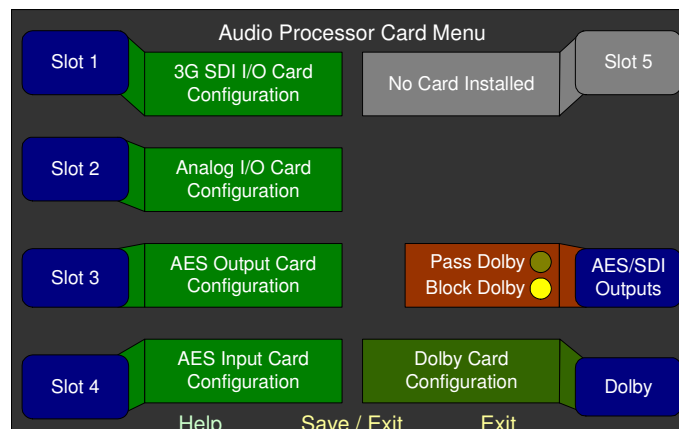 Audio Processor Card Menu
Slot 1
3G SDI I/O Card
Configuration
No Card Installed
Slot 5
Slot 2
Analog I/O Card
Configuration
Slot 3
AES Output Card
Configuration
Pass Dolby
Block Dolby
AES/SDI
Outputs
Slot 4
AES Input Card
Configuration
Dolby Card
Configuration
Dolby
Help
Save / Exit
Exit